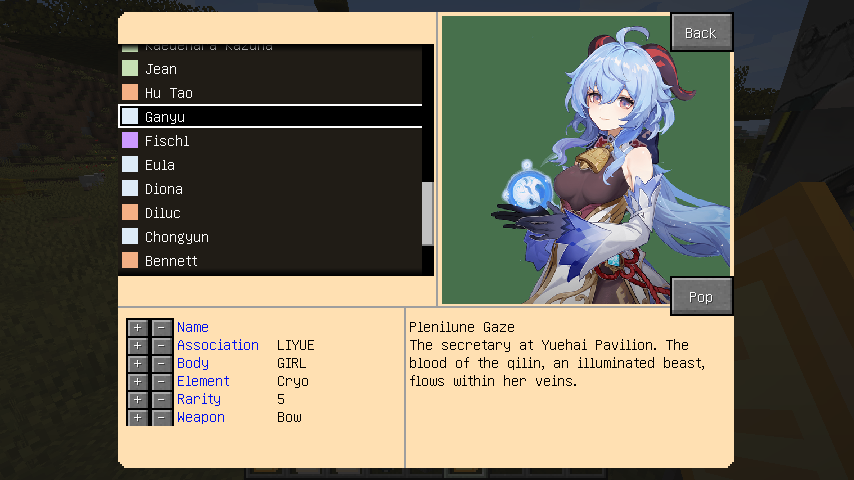 Back
Kaedehara Kazuha
Jean
Hu Tao
Ganyu
Fischl
Eula
Diona
Diluc
Chongyun
Bennett
Pop
+ - Name
+ - Association LIYUE
+ - Body GIRL
+ - Element Cryo
+ - Rarity 5
+ - Weapon Bow
Plenilune Gaze
The secretary at Yuehai Pavilion. The
blood of the qilin, an illuminated beast,
flows within her veins.